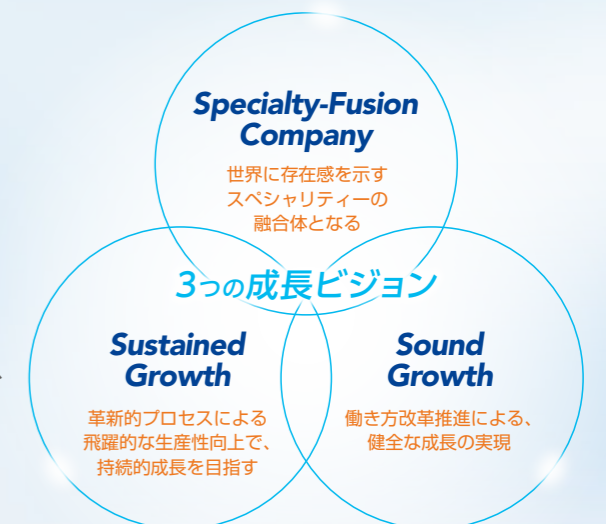 Specialty-Fusion
Company
世界に存在感を示す
スペシャリティーの
融合体となる
3つの成長ビジョン
Sustained
Growth
革新的プロセスによる
飛躍的な生産性向上で、
持続的成長を目指す
Sound
Growth
働き方改革推進による、
健全な成長の実現